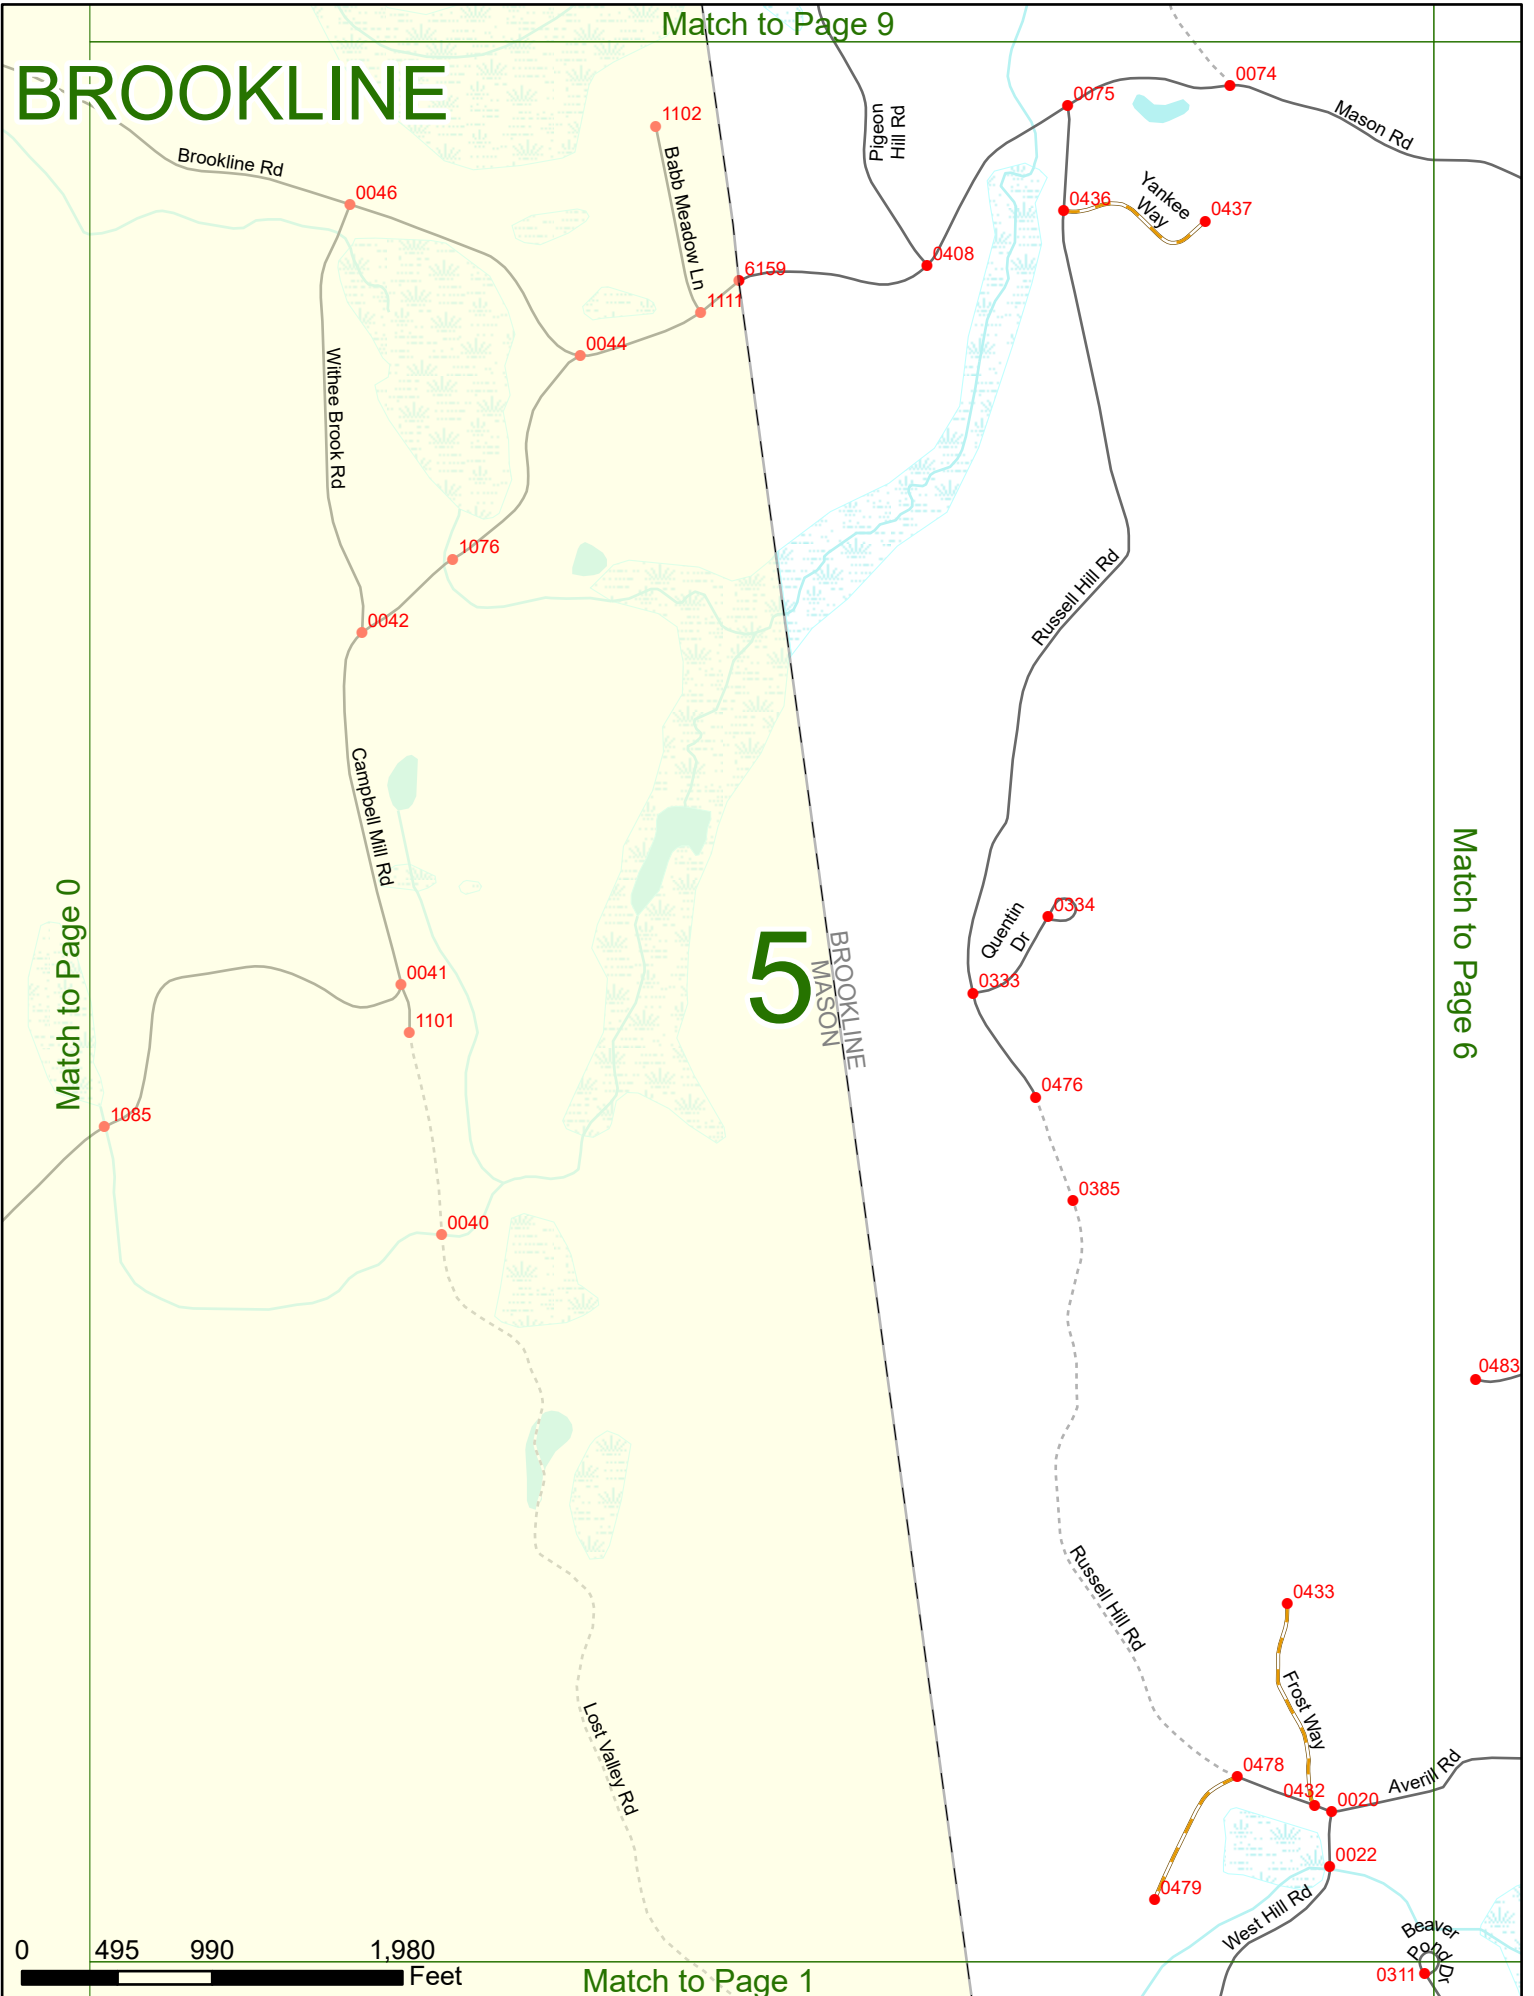 Match to Page 9
BROOKLINE
0074
0075
1102
Pigeon
Hill Rd
Mason Rd
Brookline Rd
Babb Meadow Ln
0046
0436
Yankee
Way
0437
0408
6159
1111
0044
Withee Brook Rd
1076
Russell Hill Rd
0042
Campbell Mill Rd
Match to Page 0
Match to Page 6
0334
Quentin
Dr
5
BROOKLINE
MASON
0041
0333
1101
0476
1085
0385
0040
0483
Russell Hill Rd
0433
Frost Way
Lost Valley Rd
0478
Averill Rd
0432
0020
0022
0479
West Hill Rd
Beaver
Pond
Dr
0311
0
495
990
1,980
Feet
Match to Page 1